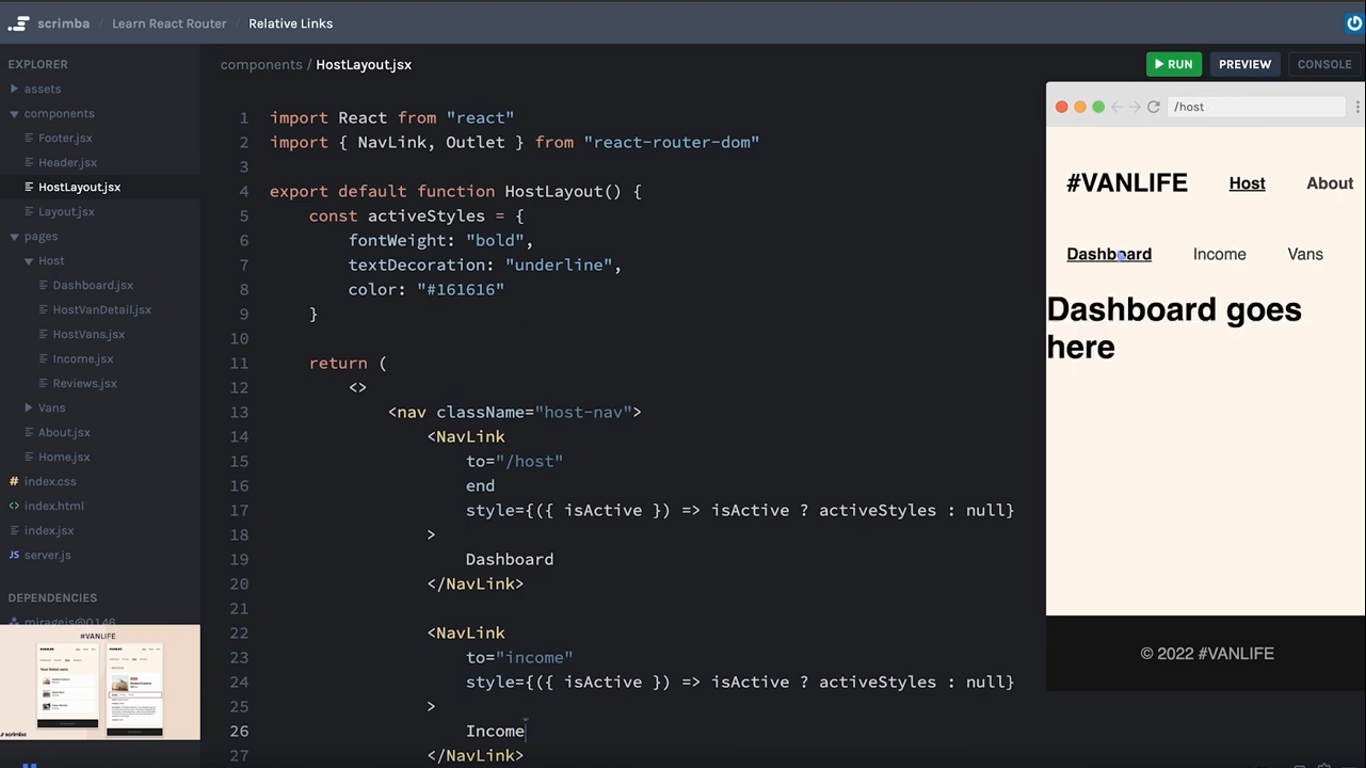 scrimba / Learn React Router / Relative Links
EXPLORER
assets
components
Footer.jsx
Header.jsx
HostLayout.jsx
Layout.jsx
pages
Host
Dashboard.jsx
HostVanDetail.jsx
HostVans.jsx
Income.jsx
Reviews.jsx
Vans
About.jsx
Home.jsx
# index.css
<> index.html
index.jsx
JS server.js
DEPENDENCIES
miragejs@0.1.46
#VANLIFE
components / HostLayout.jsx
RUN
PREVIEW
CONSOLE
1 import React from "react"
2 import { NavLink, Outlet } from "react-router-dom"
3
4 export default function HostLayout() {
5 const activeStyles = {
6 fontWeight: "bold",
7 textDecoration: "underline",
8 color: "#161616"
9 }
10
11 return (
12 <>
13 <nav className="host-nav">
14 <NavLink
15 to="/host"
16 end
17 style={({ isActive }) => isActive ? activeStyles : null}
18 >
19 Dashboard
20 </NavLink>
21
22 <NavLink
23 to="income"
24 style={({ isActive }) => isActive ? activeStyles : null}
25 >
26 Income
27 </NavLink>
/host
#VANLIFE Host About
Dashboard Income Vans
Dashboard goes
here
© 2022 #VANLIFE